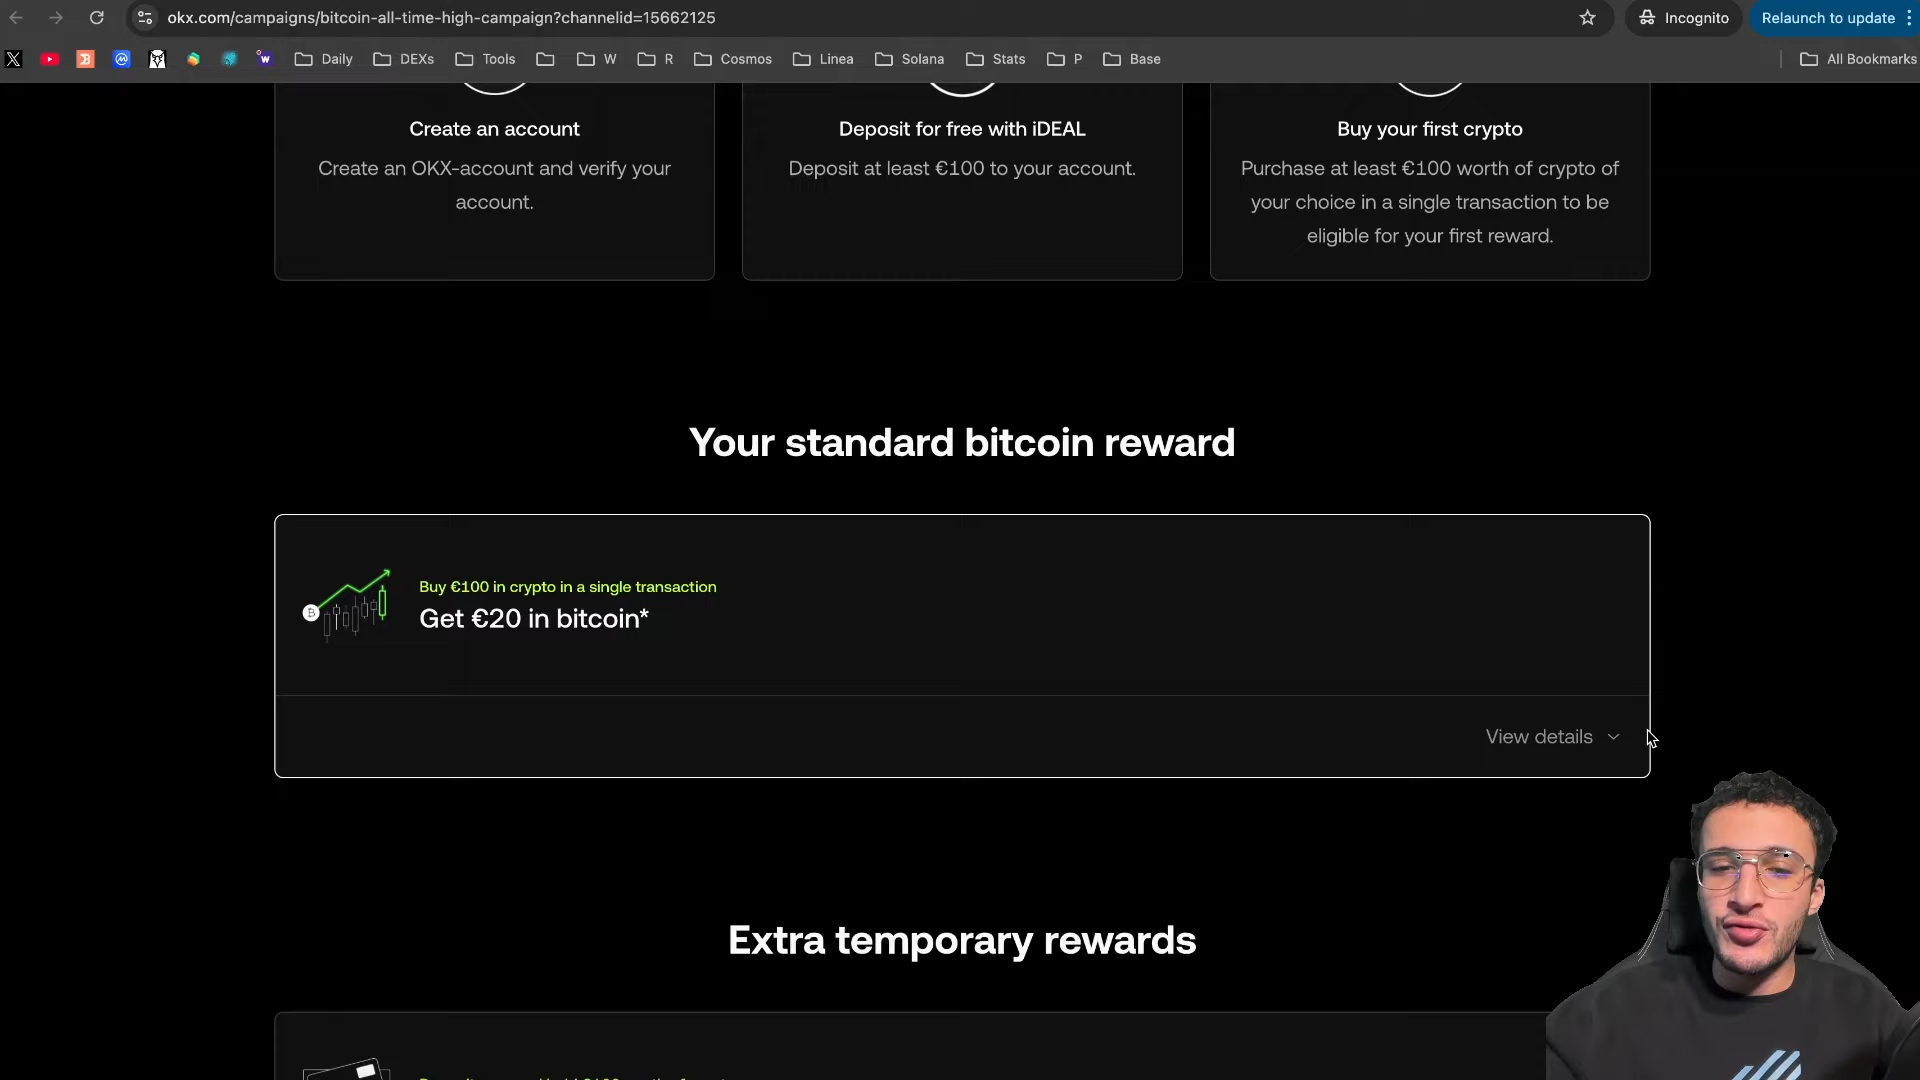 okx.com/campaigns/bitcoin-all-time-high-campaign?channelid=15662125
Incognito
Relaunch to update
Daily
DEXs
Tools
W
R
Cosmos
Linea
Solana
Stats
P
Base
All Bookmarks
Create an account
Create an OKX-account and verify your
account.
Deposit for free with iDEAL
Deposit at least €100 to your account.
Buy your first crypto
Purchase at least €100 worth of crypto of
your choice in a single transaction to be
eligible for your first reward.
Your standard bitcoin reward
Buy €100 in crypto in a single transaction
Get €20 in bitcoin*
View details
Extra temporary rewards